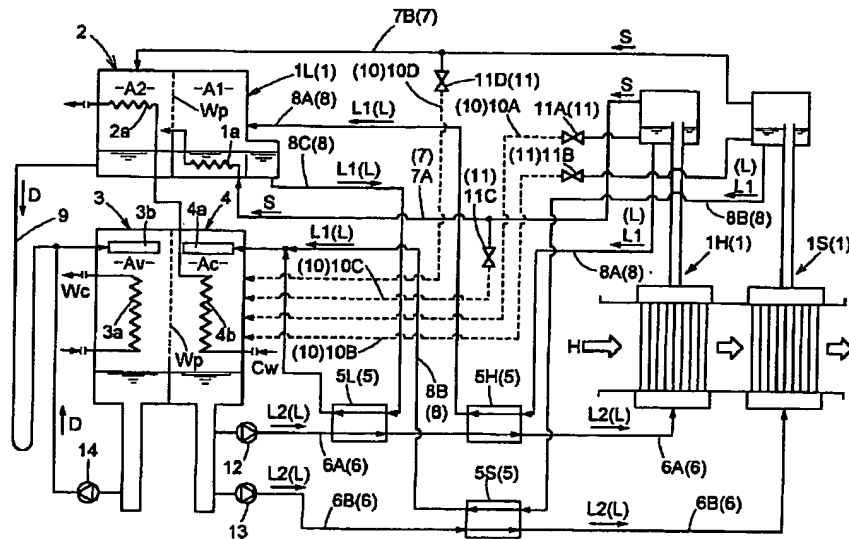 7B(7)
2
S
(10)10D
1L(1)
11D(11)
S
-A2-
-A1-
Wp
8A(8)
(10)10A
11A(11)
L1(L)
2a
1a
8C(8)
(11)11B
(7)
7A
(11)
11C
(L)
L1
L1(L)
D
9
S
8B(8)
3
3b
4a
4
L1(L)
(L)
L1
1H(1)
1S(1)
-Av-
-Ac-
(10)10C
8A(8)
Wc
3a
4b
Wp
Cw
(10)10B
H
8B
(8)
5L(5)
5H(5)
D
L2(L)
L2(L)
14
12
6A(6)
6A(6)
L2(L)
5S(5)
L2(L)
13
6B(6)
6B(6)